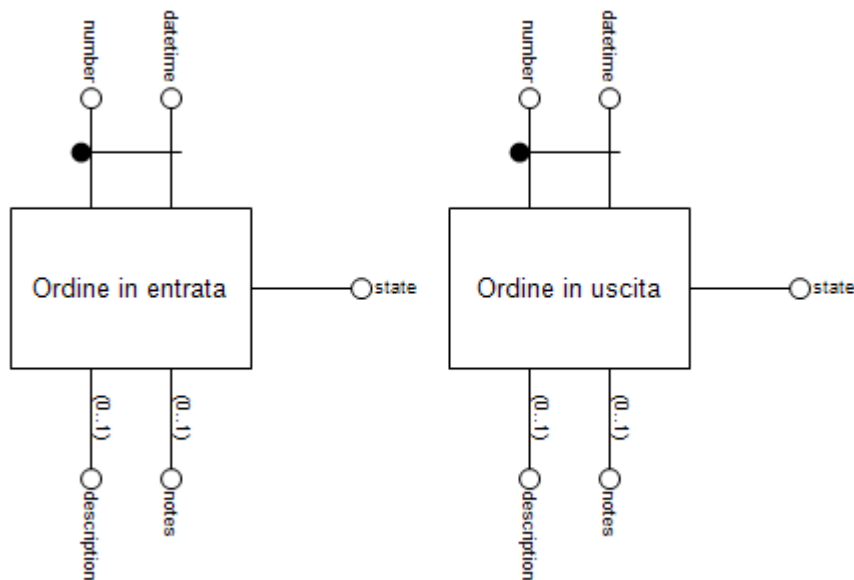 number
datetime
Ordine in entrata
state
(0..1)
(0..1)
description
notes
number
datetime
Ordine in uscita
state
(0..1)
(0..1)
description
notes